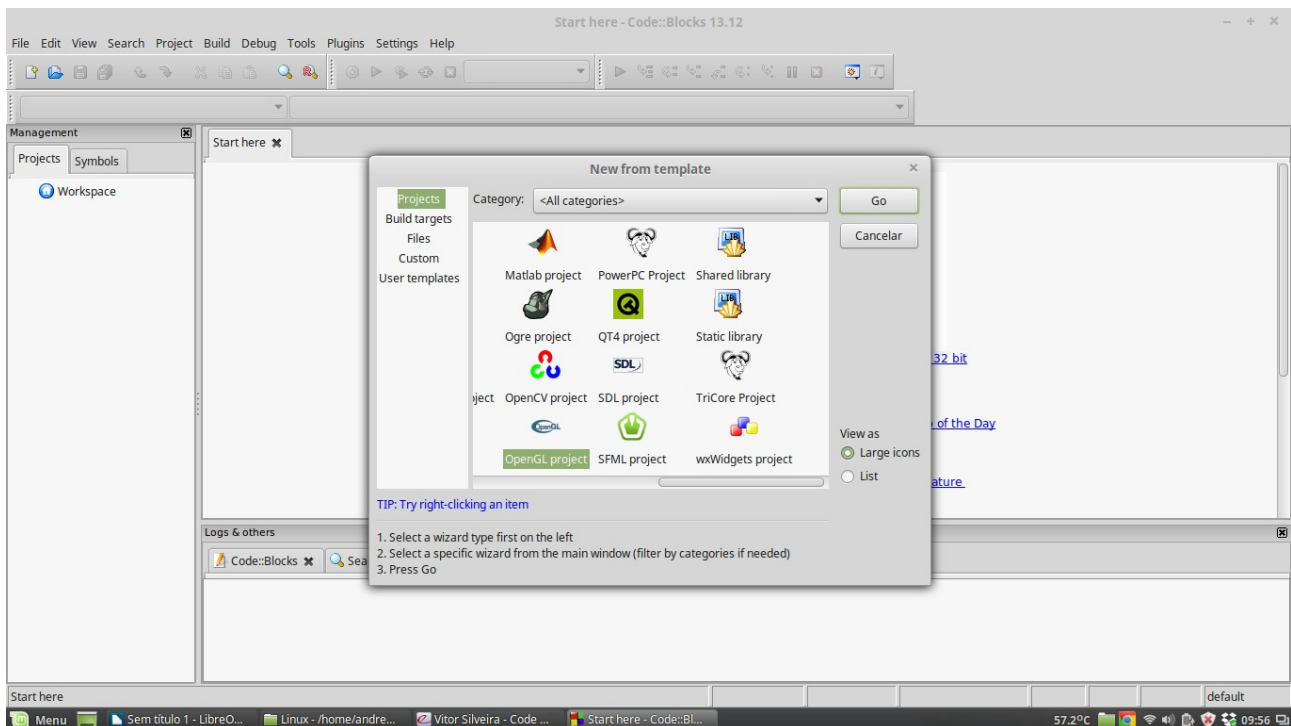 Start here - Code::Blocks 13.12
File Edit View Search Project Build Debug Tools Plugins Settings Help
Management
Projects Symbols
Workspace
Start here
New from template
Projects
Build targets
Files
Custom
User templates
Category: <All categories>
Go
Cancelar
Matlab project PowerPC Project Shared library
Ogre project QT4 project Static library
ject OpenCV project SDL project TriCore Project
OpenGL project SFML project wxWidgets project
LIB
LIB
SDL
OpenGL
View as
Large icons
List
32 bit
of the Day
ature
TIP: Try right-clicking an item
1. Select a wizard type first on the left
2. Select a specific wizard from the main window (filter by categories if needed)
3. Press Go
Logs & others
Code::Blocks Sea
Start here default
Menu Sem título 1 - LibreO... Linux - /home/andre... Vitor Silveira - Code ... Start here - Code::Bl... 57.2°C 09:56